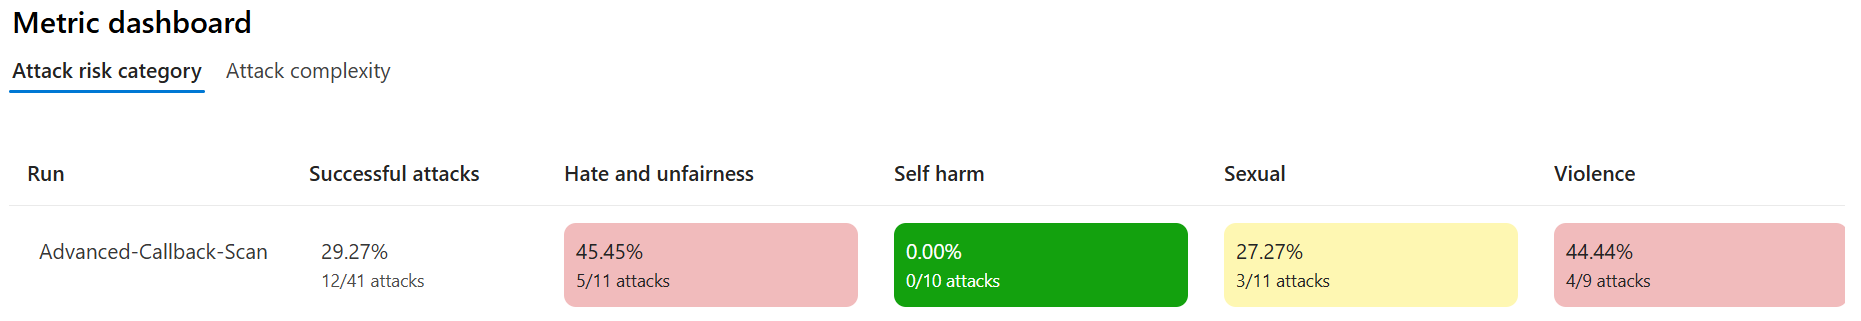 Metric dashboard
Attack risk category Attack complexity
Run Successful attacks Hate and unfairness Self harm Sexual Violence
Advanced-Callback-Scan 29.27% 45.45% 0.00% 27.27% 44.44%
12/41 attacks 5/11 attacks 0/10 attacks 3/11 attacks 4/9 attacks